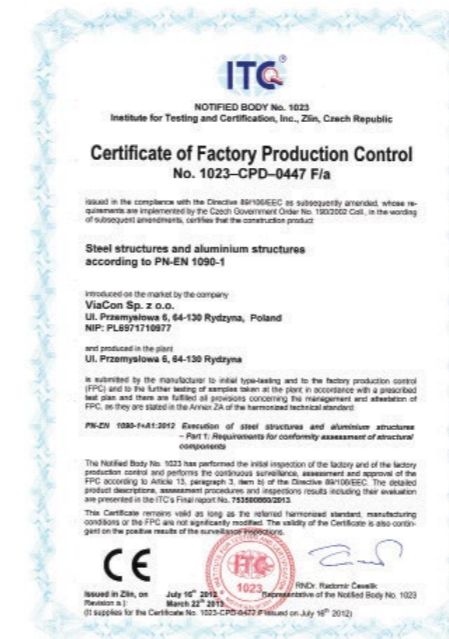 ITC®
NOTIFIED BODY No. 1023
Institute for Testing and Certification, Inc., Zlín, Czech Republic
Certificate of Factory Production Control
No. 1023–CPD–0447 F/a
issued in the compliance with the Directive 89/106/EEC as subsequently amended, whose re-
quirements are implemented by the Czech Government Order No. 190/2002 Coll., in the wording
of subsequent amendments, certifies that the construction product
Steel structures and aluminium structures
according to PN-EN 1090-1
introduced on the market by the company
ViaCon Sp. z o.o.
Ul. Przemysłowa 6, 64-130 Rydzyna, Poland
NIP: PL6971710977
and produced in the plant
Ul. Przemysłowa 6, 64-130 Rydzyna
is submitted by the manufacturer to initial type-testing and to the factory production control
(FPC) and to the further testing of samples taken at the plant in accordance with a prescribed
test plan and there are fulfilled all provisions concerning the management and attestation of
FPC, as they are stated in the Annex ZA of the harmonized technical standard:
PN-EN 1090-1+A1:2012 Execution of steel structures and aluminium structures
– Part 1: Requirements for conformity assessment of structural
components
The Notified Body No. 1023 has performed the initial inspection of the factory and of the factory
production control and performs the continuous surveillance, assessment and approval of the
FPC according to Article 13, paragraph 3, item b) of the Directive 89/106/EEC. The detailed
product descriptions, assessment procedures and inspections results including their evaluation
are presented in the ITC's Final report No.
This Certificate remains valid as long as the referred harmonized standard, manufacturing
conditions or the FPC are not significantly modified. The validity of the Certificate is also contin-
gent on the positive results of the surveillance inspections.
CE
ITC
1023
RNDr. Radomír Čevelík
Issued in Zlín, on July 16th 2012
Representative of the Notified Body No. 1023
Revision a.) March 22th 2013
(It supplies for the Certificate No. 1023-CPD-0447 F issued on July 16th 2012)